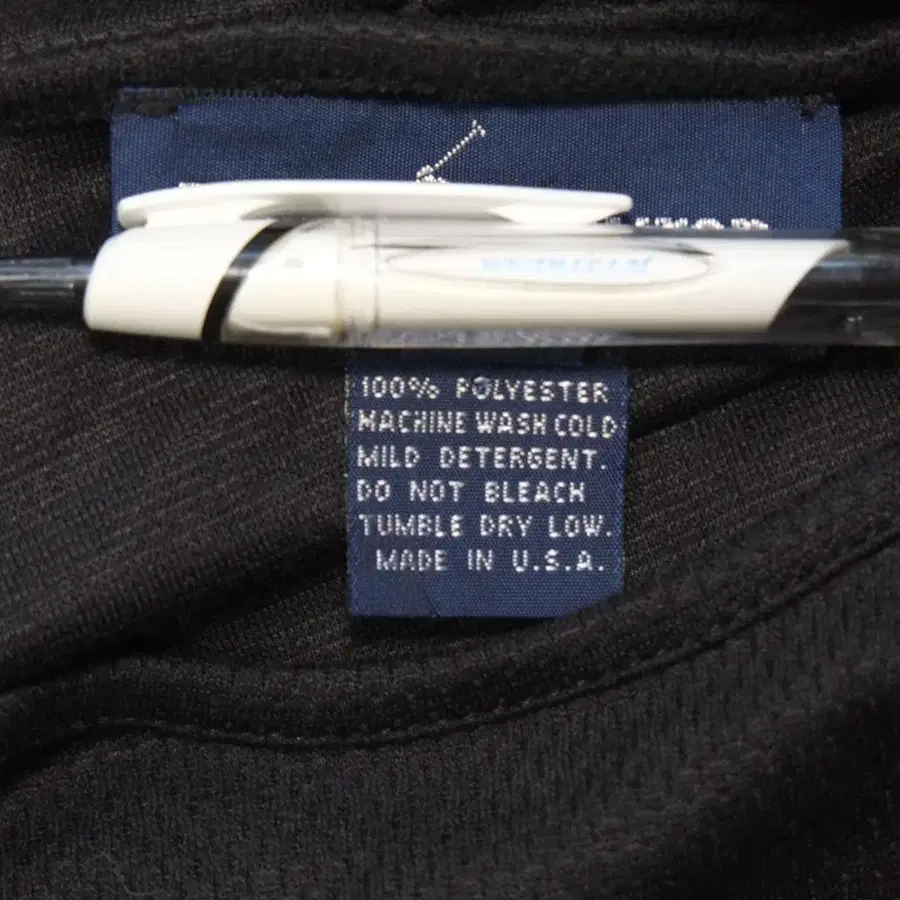 100% POLYESTER
MACHINE WASH COLD
MILD DETERGENT.
DO NOT BLEACH
TUMBLE DRY LOW.
MADE IN U.S.A.